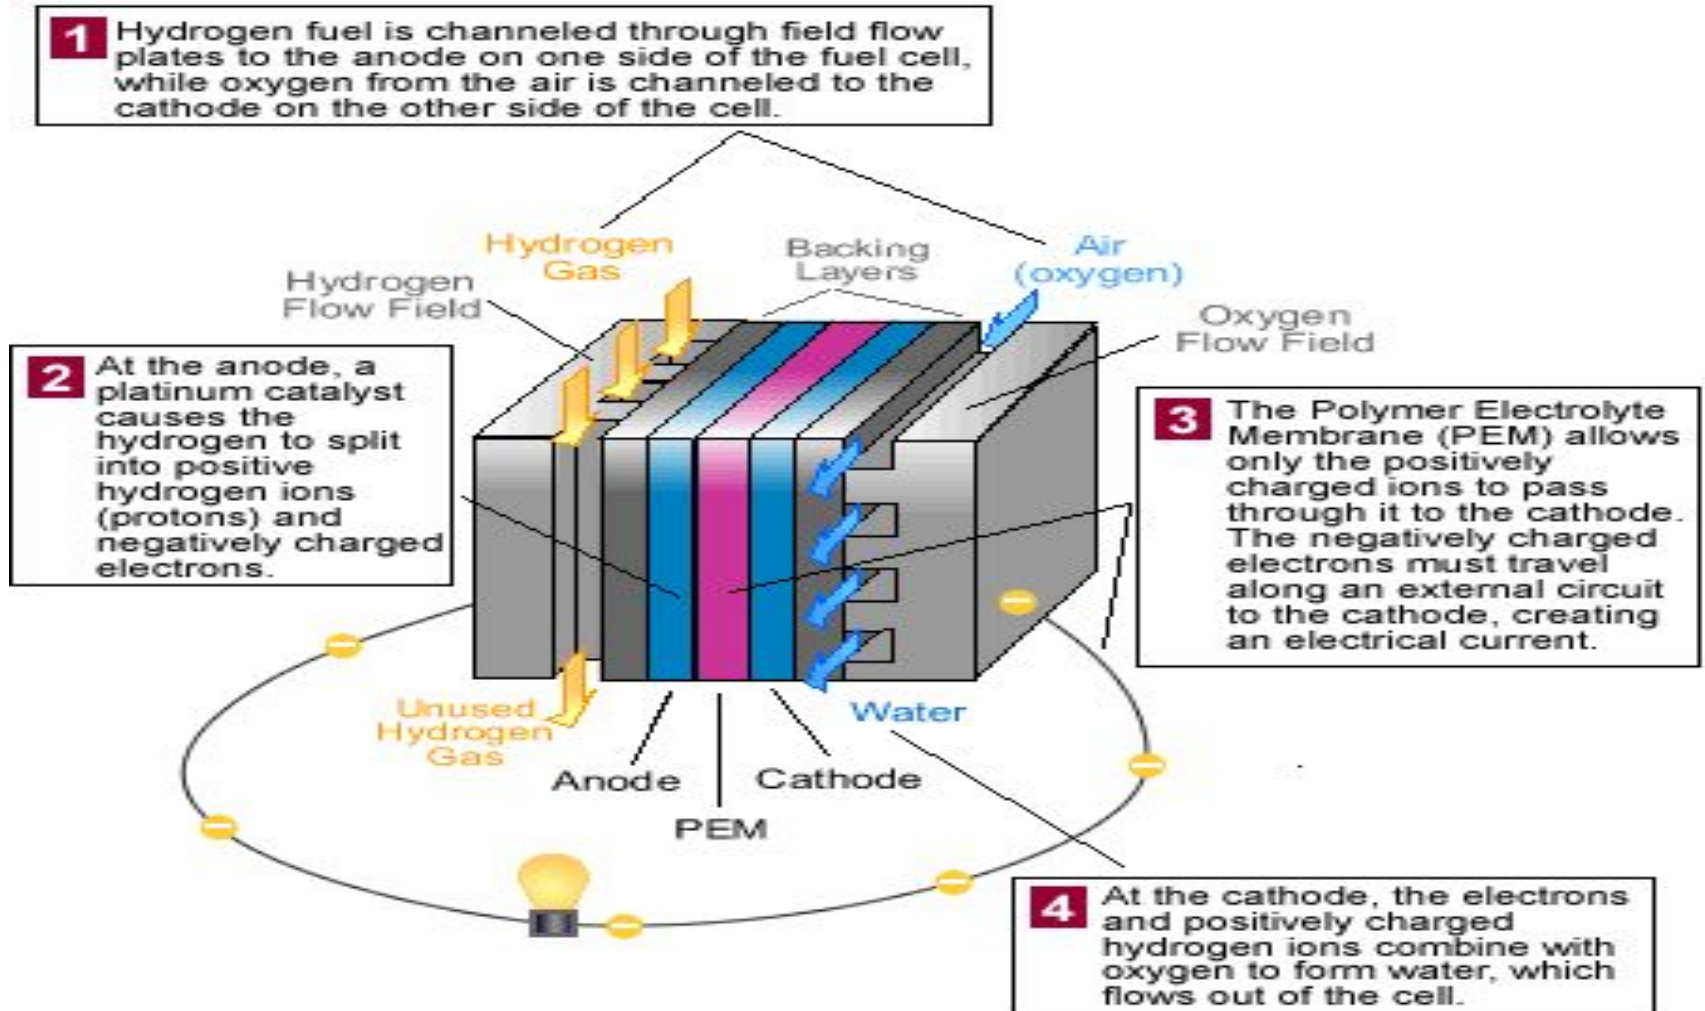 1 Hydrogen fuel is channeled through field flow
plates to the anode on one side of the fuel cell,
while oxygen from the air is channeled to the
cathode on the other side of the cell.
Hydrogen
Gas
Backing
Layers
Air
(oxygen)
Hydrogen
Flow Field
Oxygen
Flow Field
2 At the anode, a
platinum catalyst
causes the
hydrogen to split
into positive
hydrogen ions
(protons) and
negatively charged
electrons.
3 The Polymer Electrolyte
Membrane (PEM) allows
only the positively
charged ions to pass
through it to the cathode.
The negatively charged
electrons must travel
along an external circuit
to the cathode, creating
an electrical current.
Unused
Hydrogen
Gas
Water
Anode
Cathode
PEM
4 At the cathode, the electrons
and positively charged
hydrogen ions combine with
oxygen to form water, which
flows out of the cell.